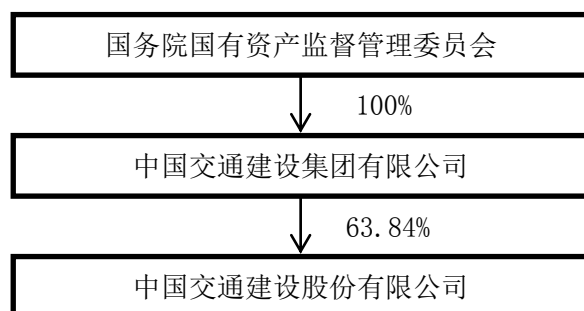 国务院国有资产监督管理委员会
100%
中国交通建设集团有限公司
63.84%
中国交通建设股份有限公司